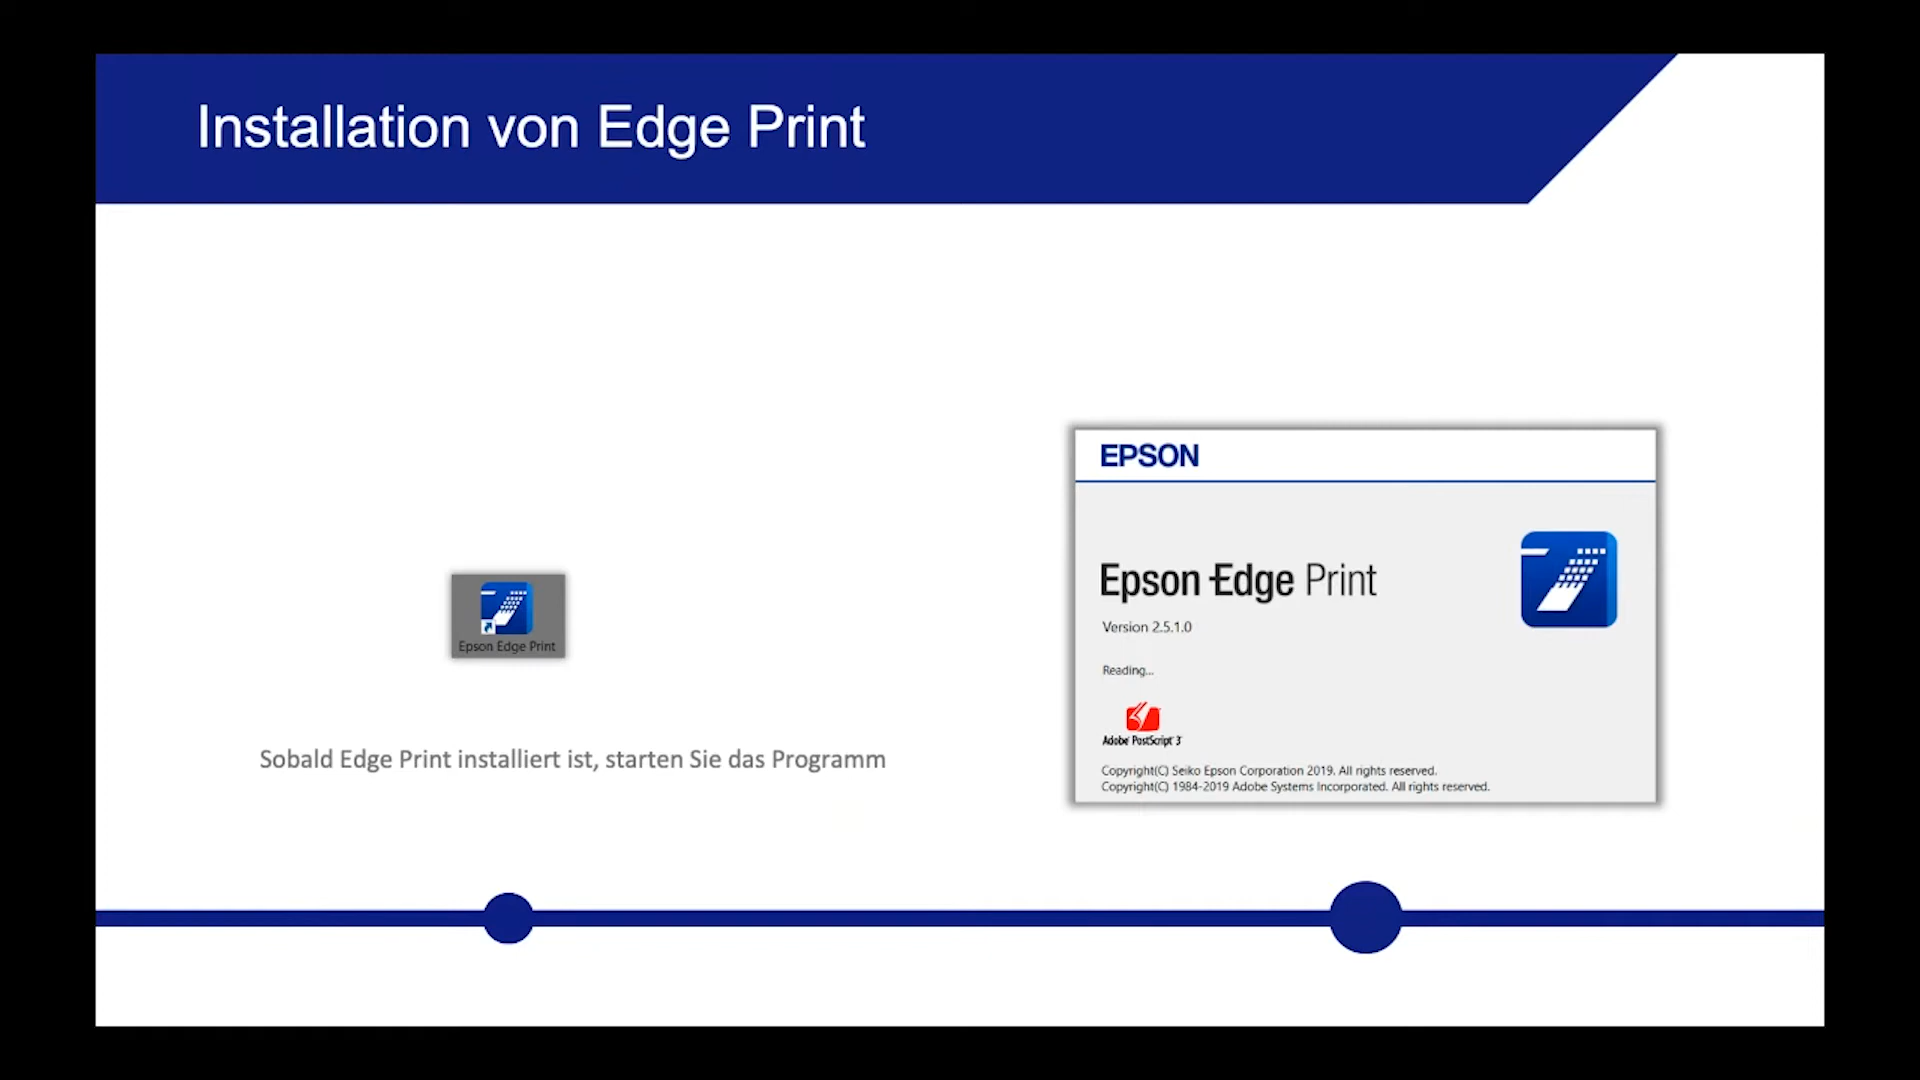 Installation von Edge Print
Epson Edge Print
Sobald Edge Print installiert ist, starten Sie das Programm
EPSON
Epson Edge Print
Version 2.5.1.0
Reading...
Adobe PostScript 3
Copyright(C) Seiko Epson Corporation 2019. All rights reserved.
Copyright(C) 1984-2019 Adobe Systems Incorporated. All rights reserved.